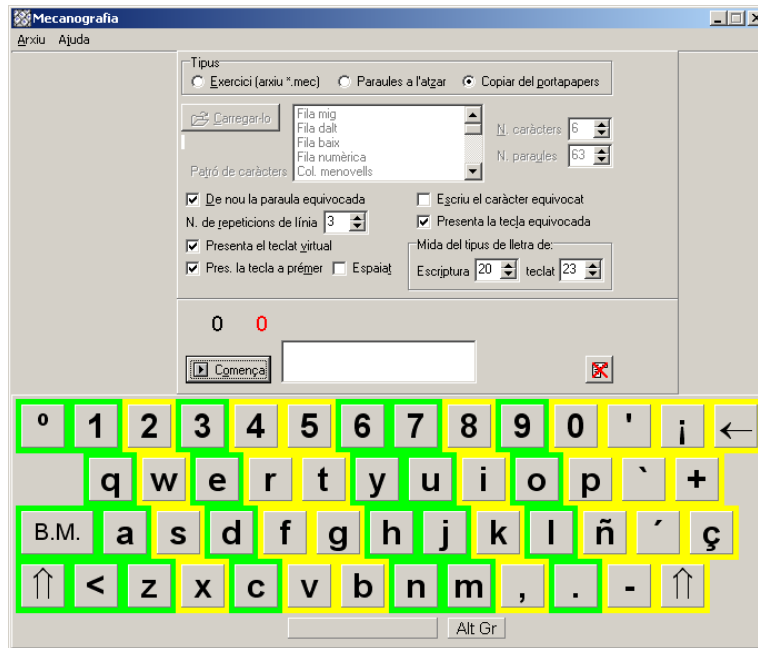 Mecanografia
Arxiu Ajuda
Tipus
Exercici (arxiu *.mec) Paraules a l'atzar Copiar del portapapers
Carregar-lo
Fila mig
Fila dalt
Fila baix
Fila numèrica
Col. menovells
N. caràcters 6
N. paraules 63
Patró de caràcters
De nou la paraula equivocada
Escriu el caràcter equivocat
N. de repeticions de línia 3
Presenta la tecla equivocada
Presenta el teclat virtual
Mida del tipus de lletra de:
Pres. la tecla a prémer Espaiat
Escriptura 20 teclat 23
0 0
Comença
º 1 2 3 4 5 6 7 8 9 0 ' ¡ ←
q w e r t y u i o p ` +
B.M. a s d f g h j k l ñ ´ ç
⇑ < z x c v b n m , . - ⇑
Alt Gr